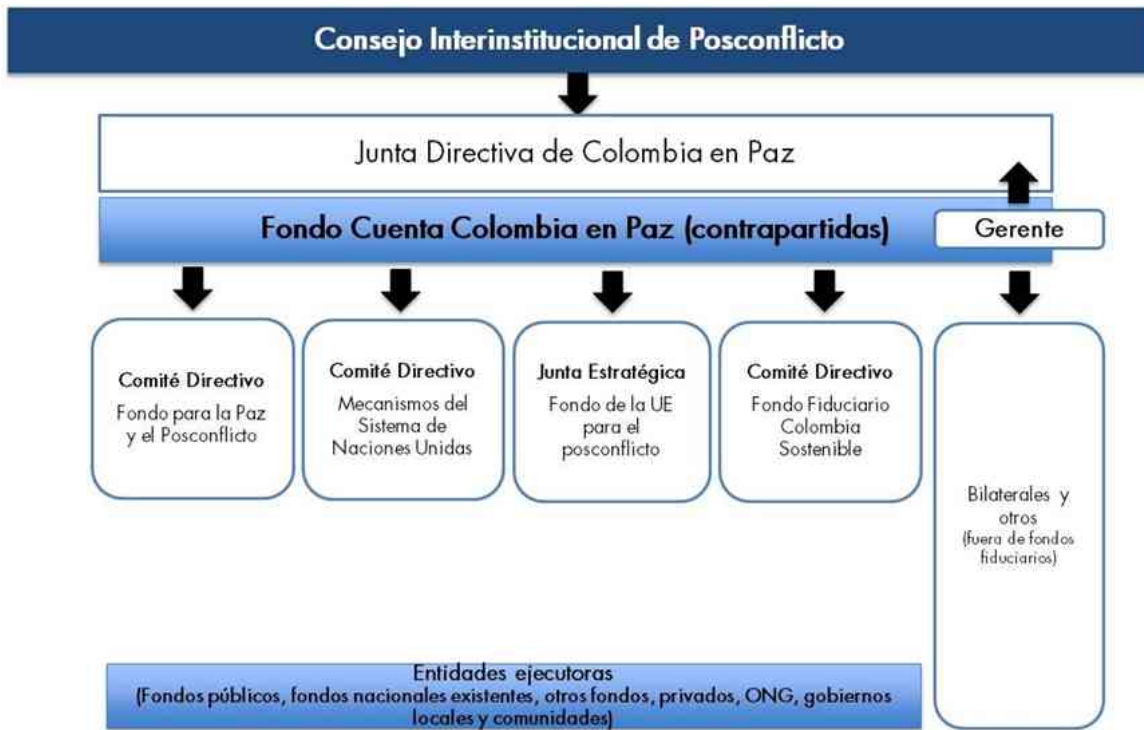 Consejo Interinstitucional de Posconflicto
Junta Directiva de Colombia en Paz
Fondo Cuenta Colombia en Paz (contrapartidas)
Gerente
Comité Directivo
Fondo para la Paz
y el Posconflicto
Comité Directivo
Mecanismos del
Sistema de
Naciones Unidas
Junta Estratégica
Fondo de la UE
para el
posconflicto
Comité Directivo
Fondo Fiduciario
Colombia
Sostenible
Bilaterales y
otros
(fuera de fondos
fiduciarios)
Entidades ejecutoras
(Fondos públicos, fondos nacionales existentes, otros fondos, privados, ONG, gobiernos
locales y comunidades)